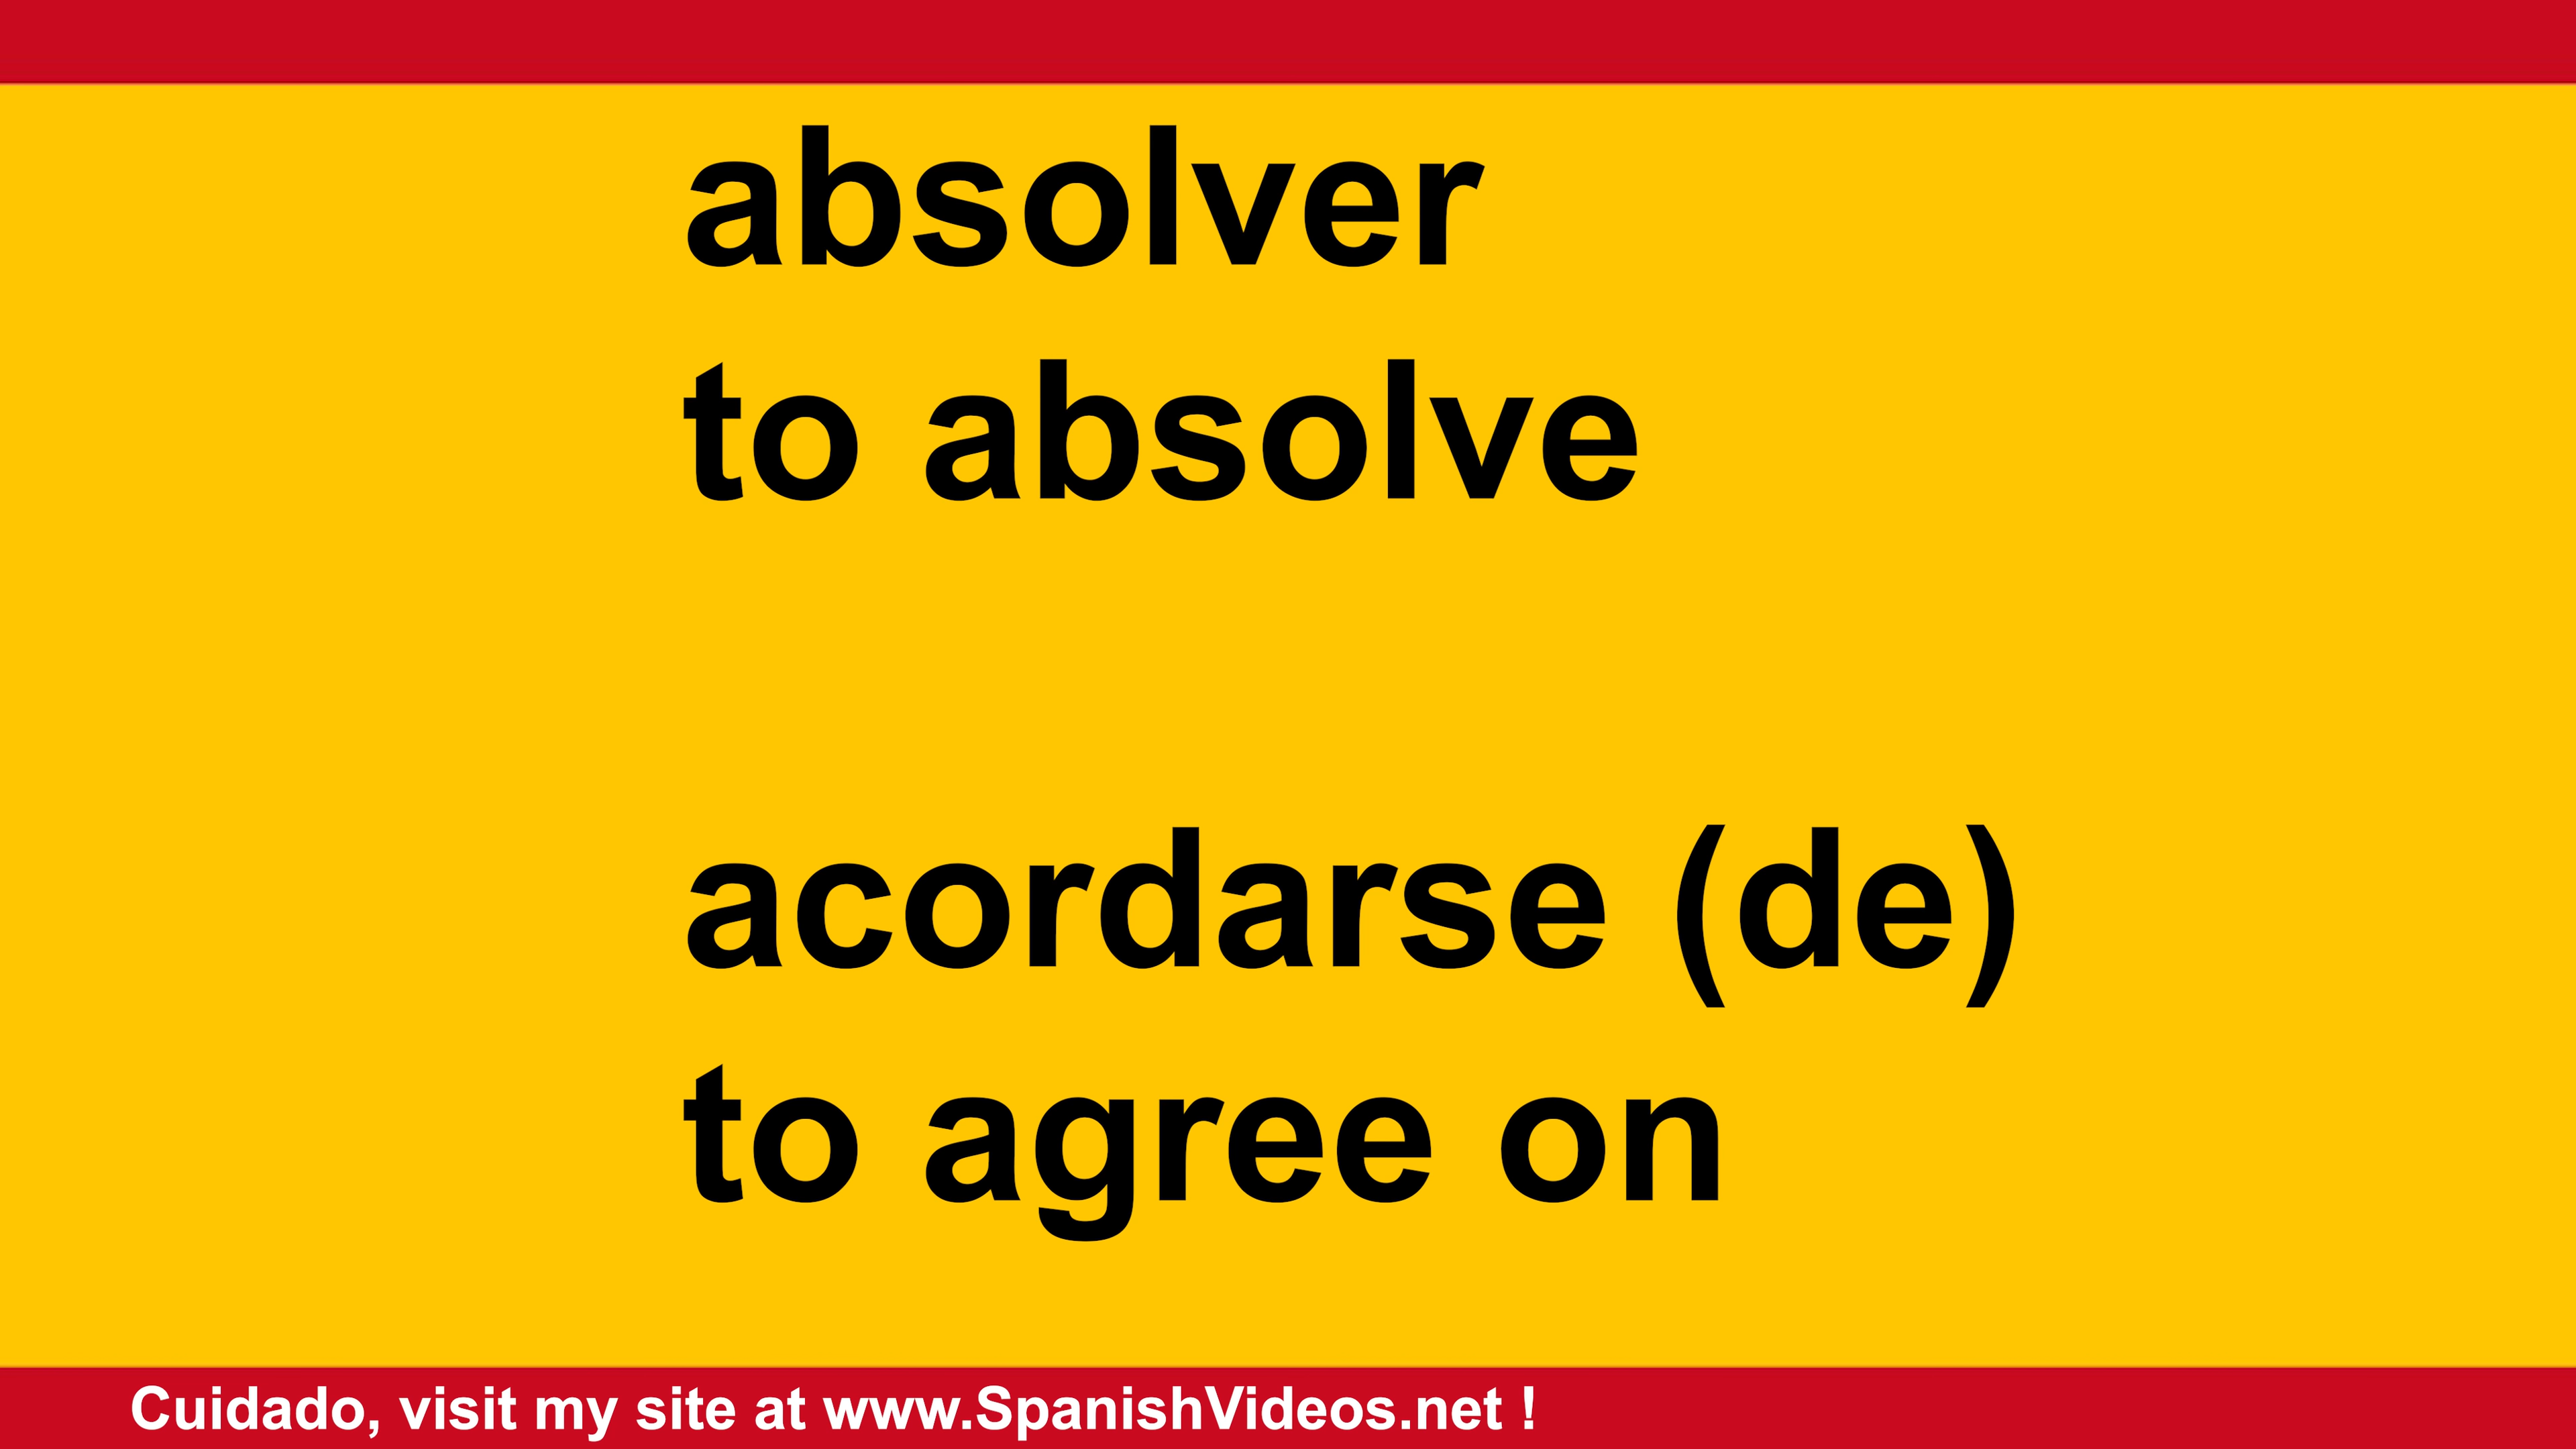 absolver
to absolve
acordarse (de)
to agree on
Cuidado, visit my site at www.SpanishVideos.net !